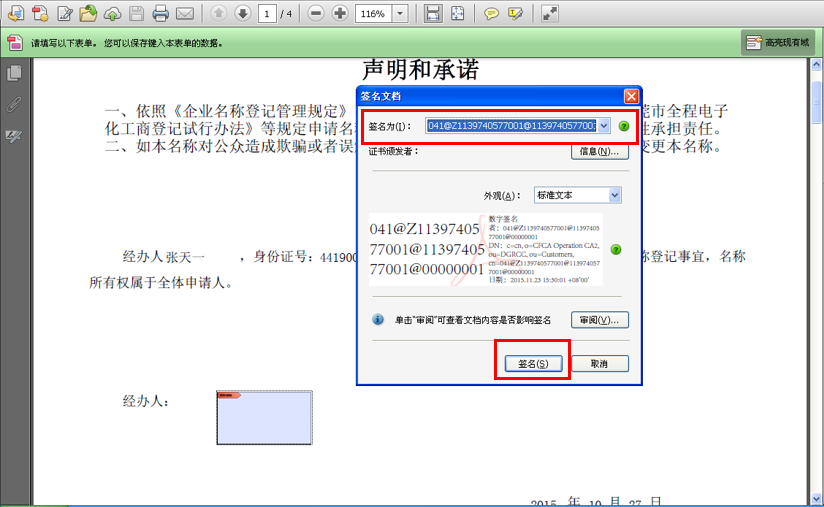 1 / 4
116%
请填写以下表单。 您可以保存键入本表单的数据。
高亮现有域
声明和承诺
一、依照《企业名称登记管理规定》
莞市全程电子
化工商登记试行办法》等规定申请名
性承担责任。
二、如本名称对公众造成欺骗或者误
变更本名称。
经办人张天一 ，身份证号：441900
称登记事宜，名称
所有权属于全体申请人。
经办人：
2015 年 10 月 27 日
签名文档
签名为(I)： 041@Z1139740577001@1139740577001
证书颁发者：
信息(N)...
外观(A)： 标准文本
041@Z11397405
77001@11397405
77001@00000001
数字签名
者：041@Z1139740577001@11397405
77001@00000001
DN：c=cn, o=CFCA Operation CA2,
ou=DGRCC, ou=Customers,
cn=041@Z1139740577001@1139740577
7001@00000001
日期：2015.11.23 15:30:01 +08'00'
单击"审阅"可查看文档内容是否影响签名
审阅(V)...
签名(S)
取消